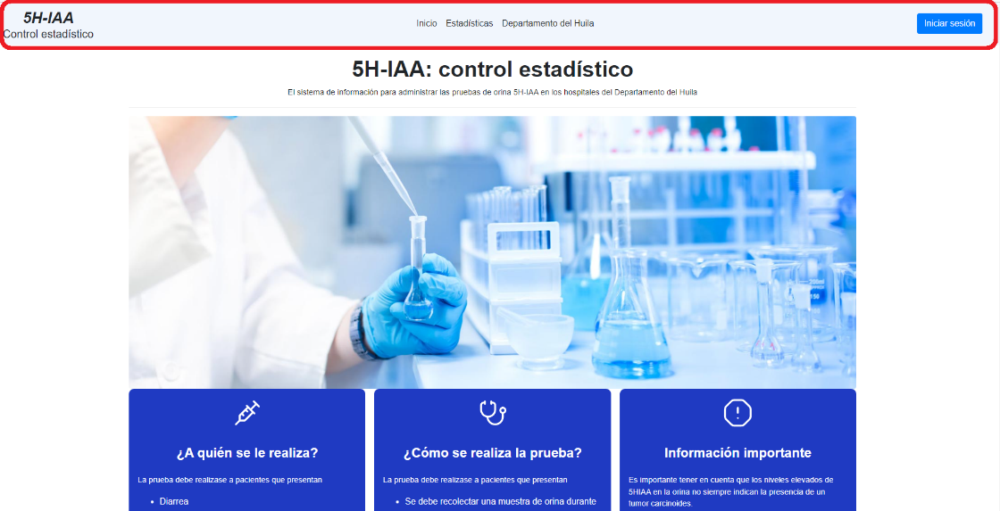 5H-IAA
Control estadístico
Inicio Estadísticas Departamento del Huila
Iniciar sesión
5H-IAA: control estadístico
El sistema de información para administrar las pruebas de orina 5H-IAA en los hospitales del Departamento del Huila
¿A quién se le realiza?
La prueba debe realizase a pacientes que presentan
• Diarrea
¿Cómo se realiza la prueba?
La prueba debe realizase a pacientes que presentan
• Se debe recolectar una muestra de orina durante
Información importante
Es importante tener en cuenta que los niveles elevados de
5HIAA en la orina no siempre indican la presencia de un
tumor carcinoides.